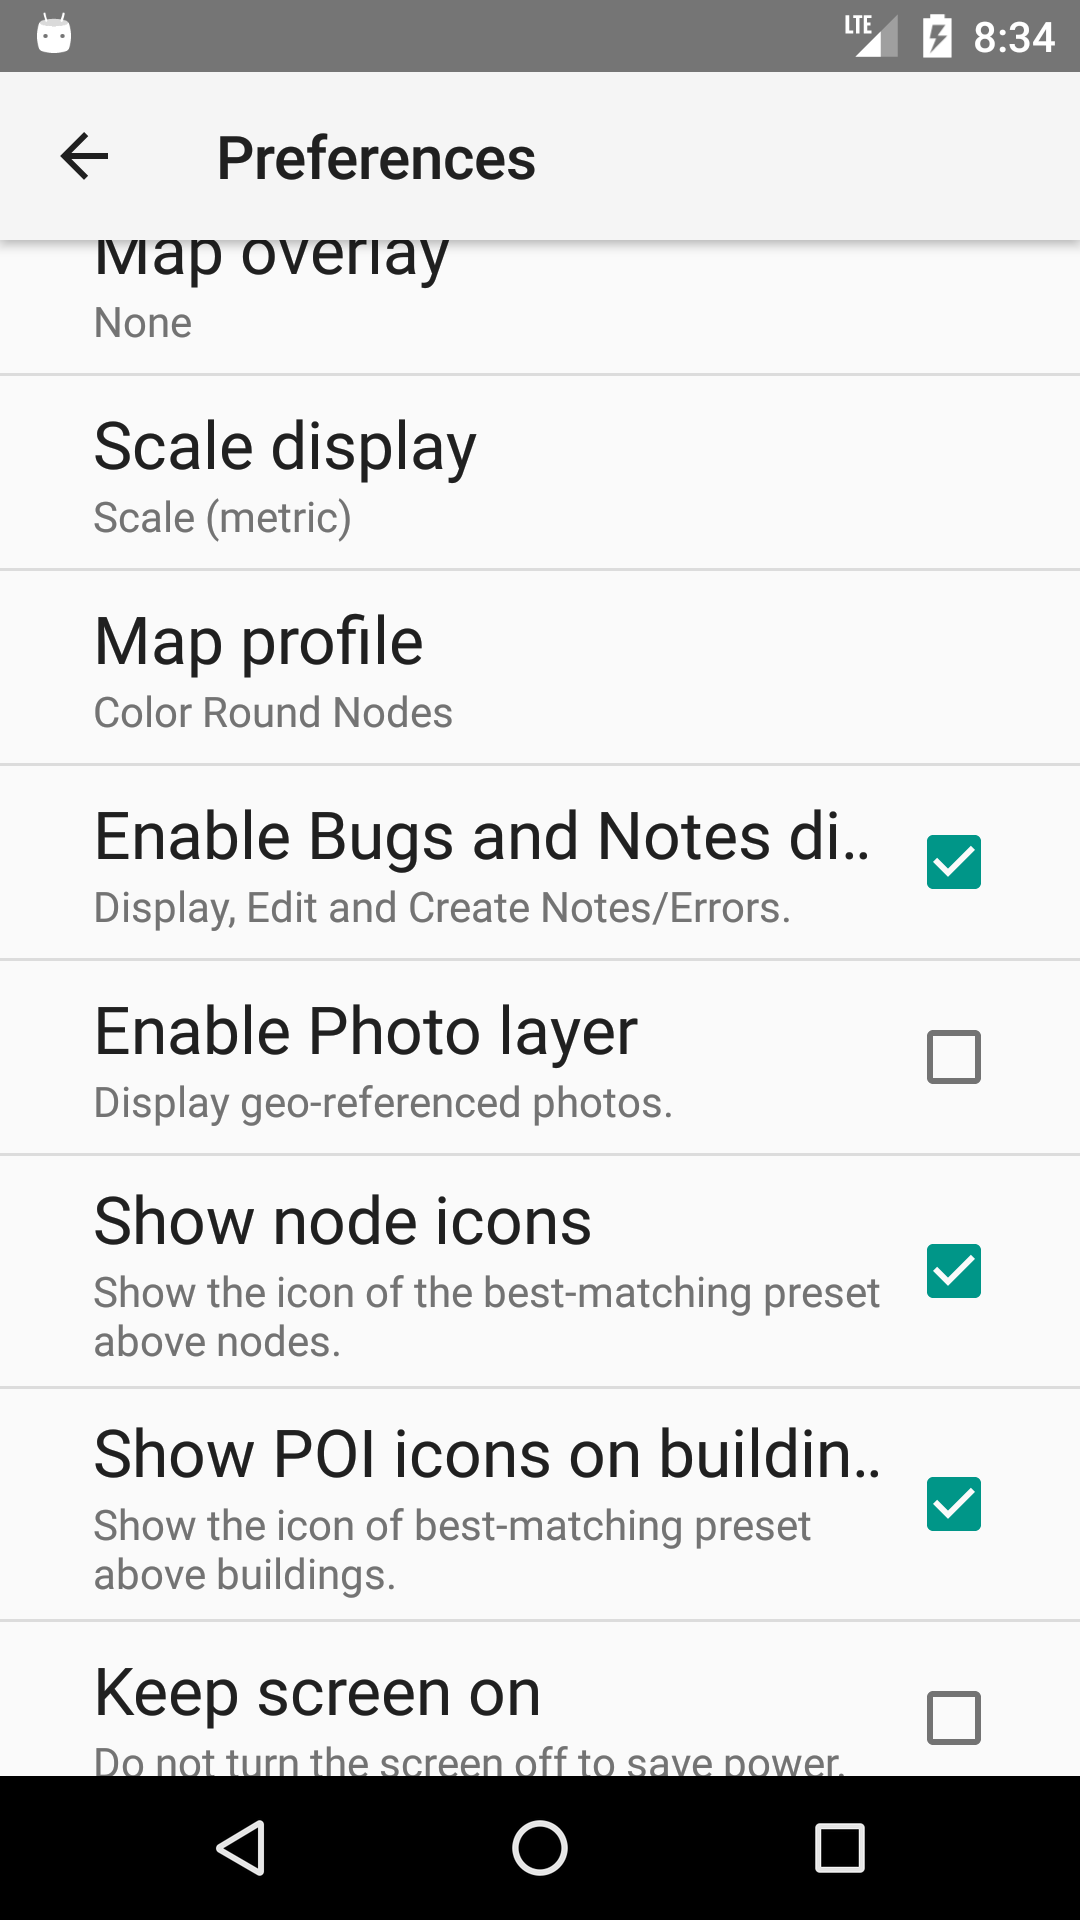 LTE 8:34
Preferences
Map overlay
None
Scale display
Scale (metric)
Map profile
Color Round Nodes
Enable Bugs and Notes di..
Display, Edit and Create Notes/Errors.
Enable Photo layer
Display geo-referenced photos.
Show node icons
Show the icon of the best-matching preset
above nodes.
Show POI icons on buildin..
Show the icon of best-matching preset
above buildings.
Keep screen on
Do not turn the screen off to save power.